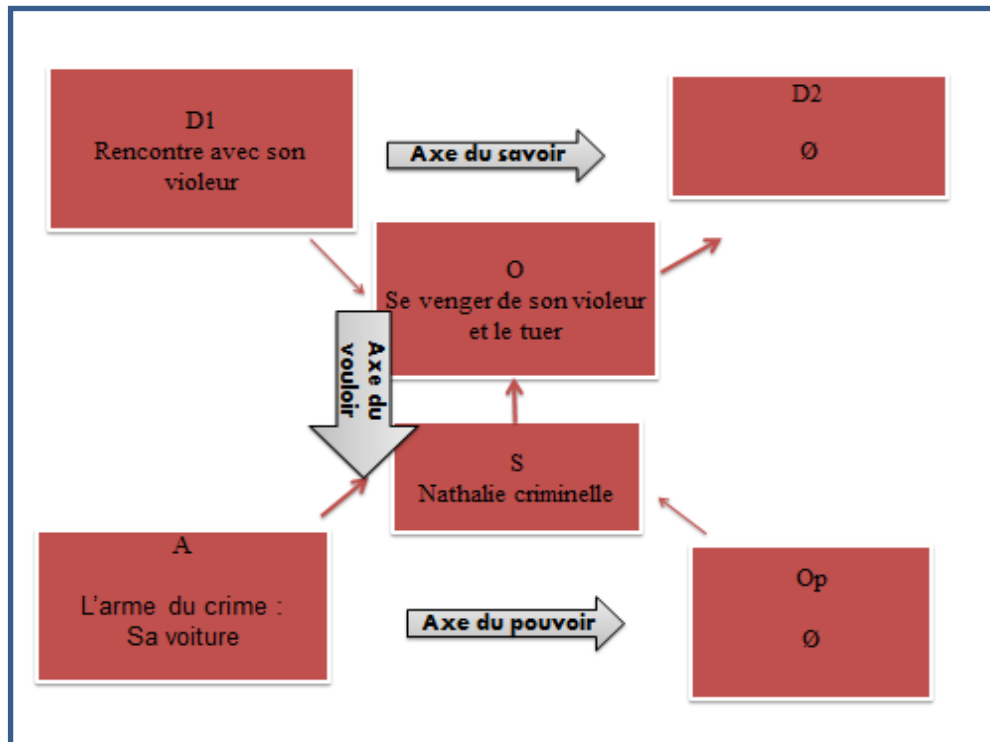 D1
Rencontre avec son
violeur
Axe du savoir
D2
Ø
O
Se venger de son violeur
et le tuer
Axe du
vouloir
S
Nathalie criminelle
A
L'arme du crime :
Sa voiture
Axe du pouvoir
Op
Ø